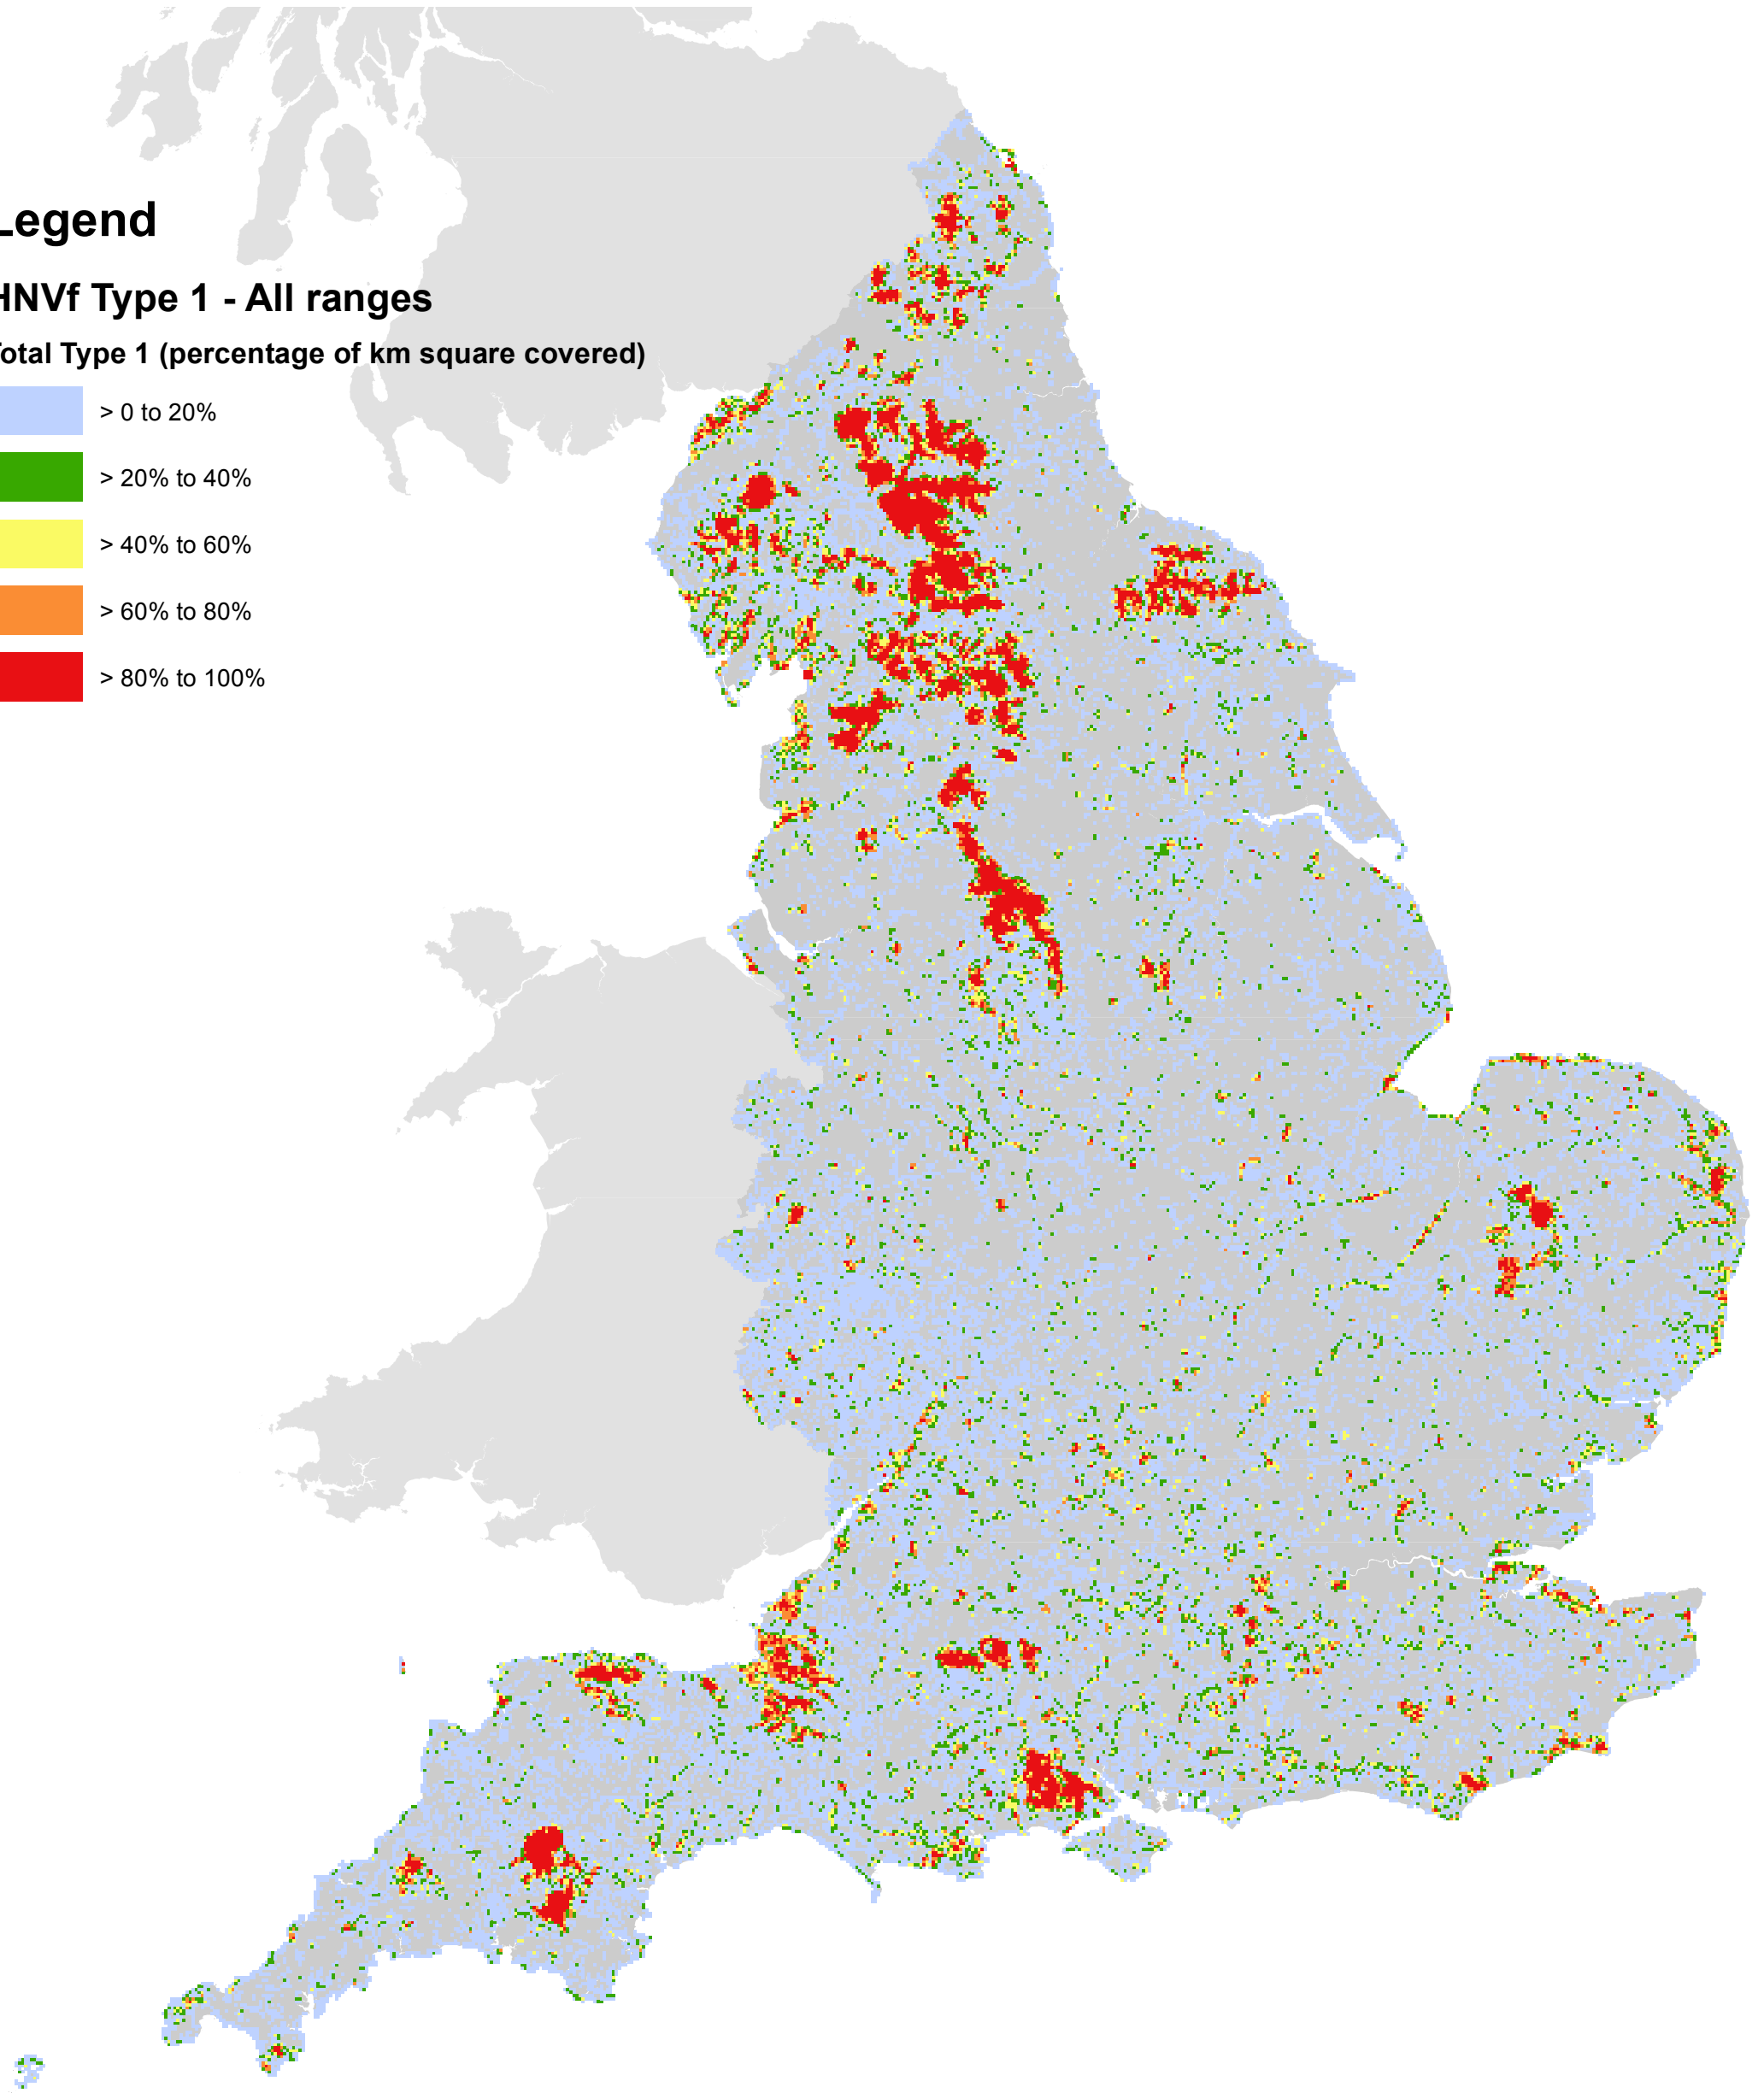 Legend
HNVf Type 1 - All ranges
Total Type 1 (percentage of km square covered)
> 0 to 20%
> 20% to 40%
> 40% to 60%
> 60% to 80%
> 80% to 100%